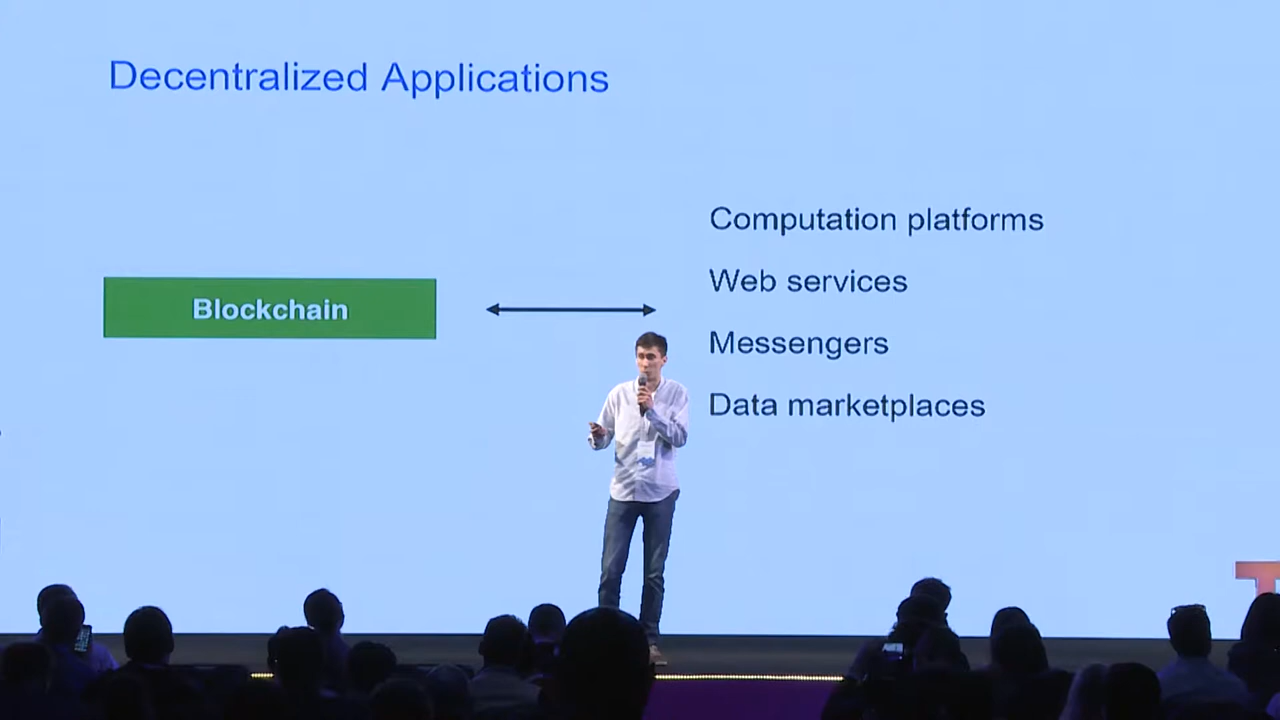 Decentralized Applications
Computation platforms
Web services
Blockchain
Messengers
Data marketplaces